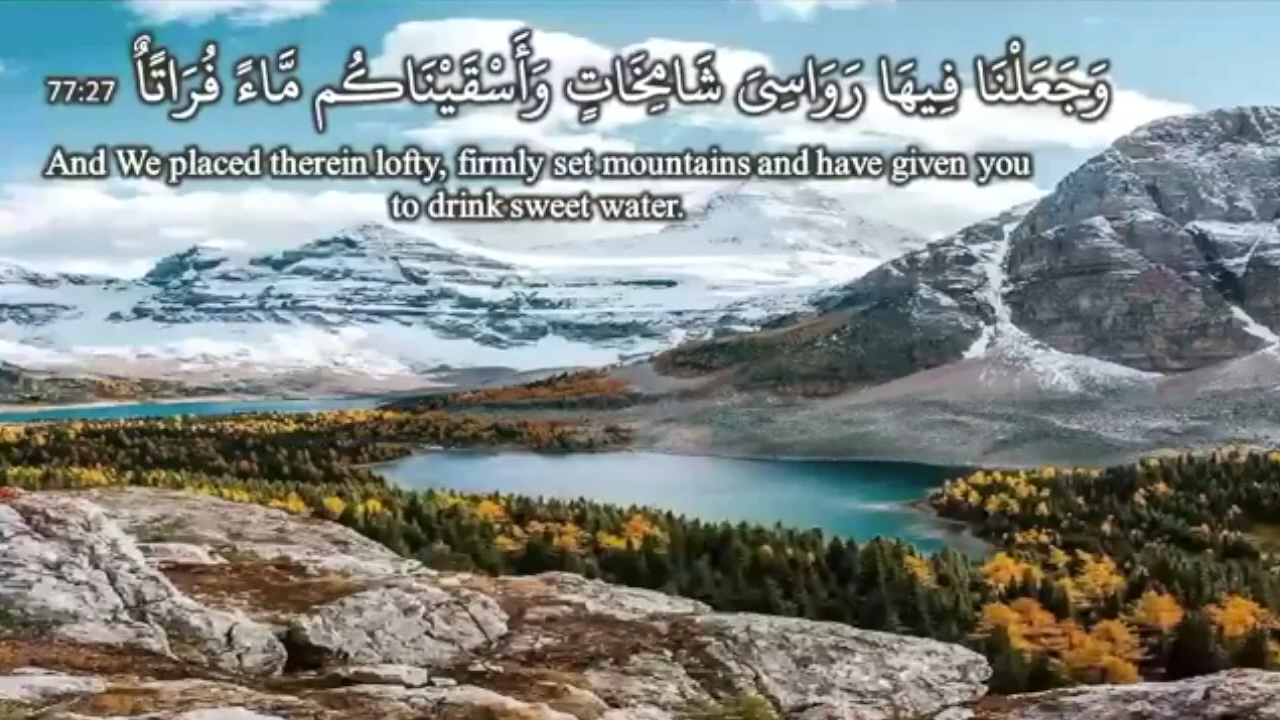 وَجَعَلْنَا فِيهَا رَوَاسِىَ شَامِخَاتٍ وَأَسْقَيْنَاكُم مَّاءً فُرَاتًا 77:27
And We placed therein lofty, firmly set mountains and have given you
to drink sweet water.